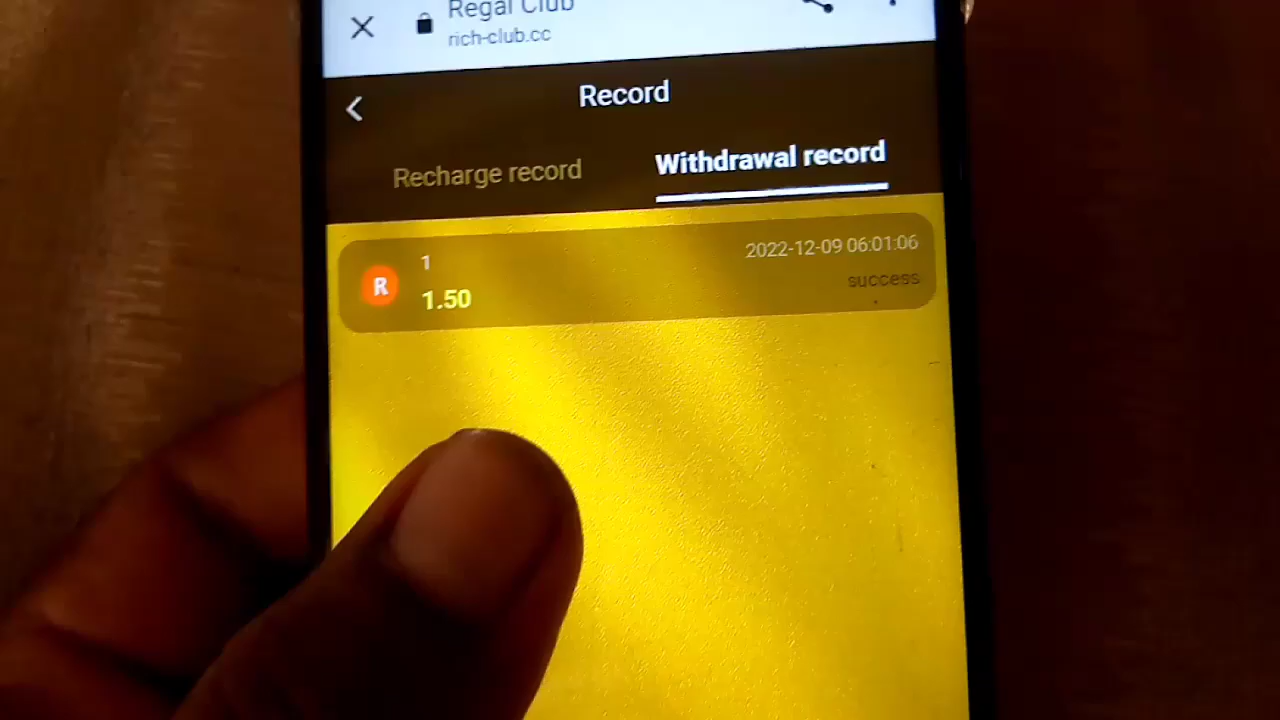 Regal Club
rich-club.cc
Record
Recharge record
Withdrawal record
1
2022-12-09 06:01:06
R
1.50
success